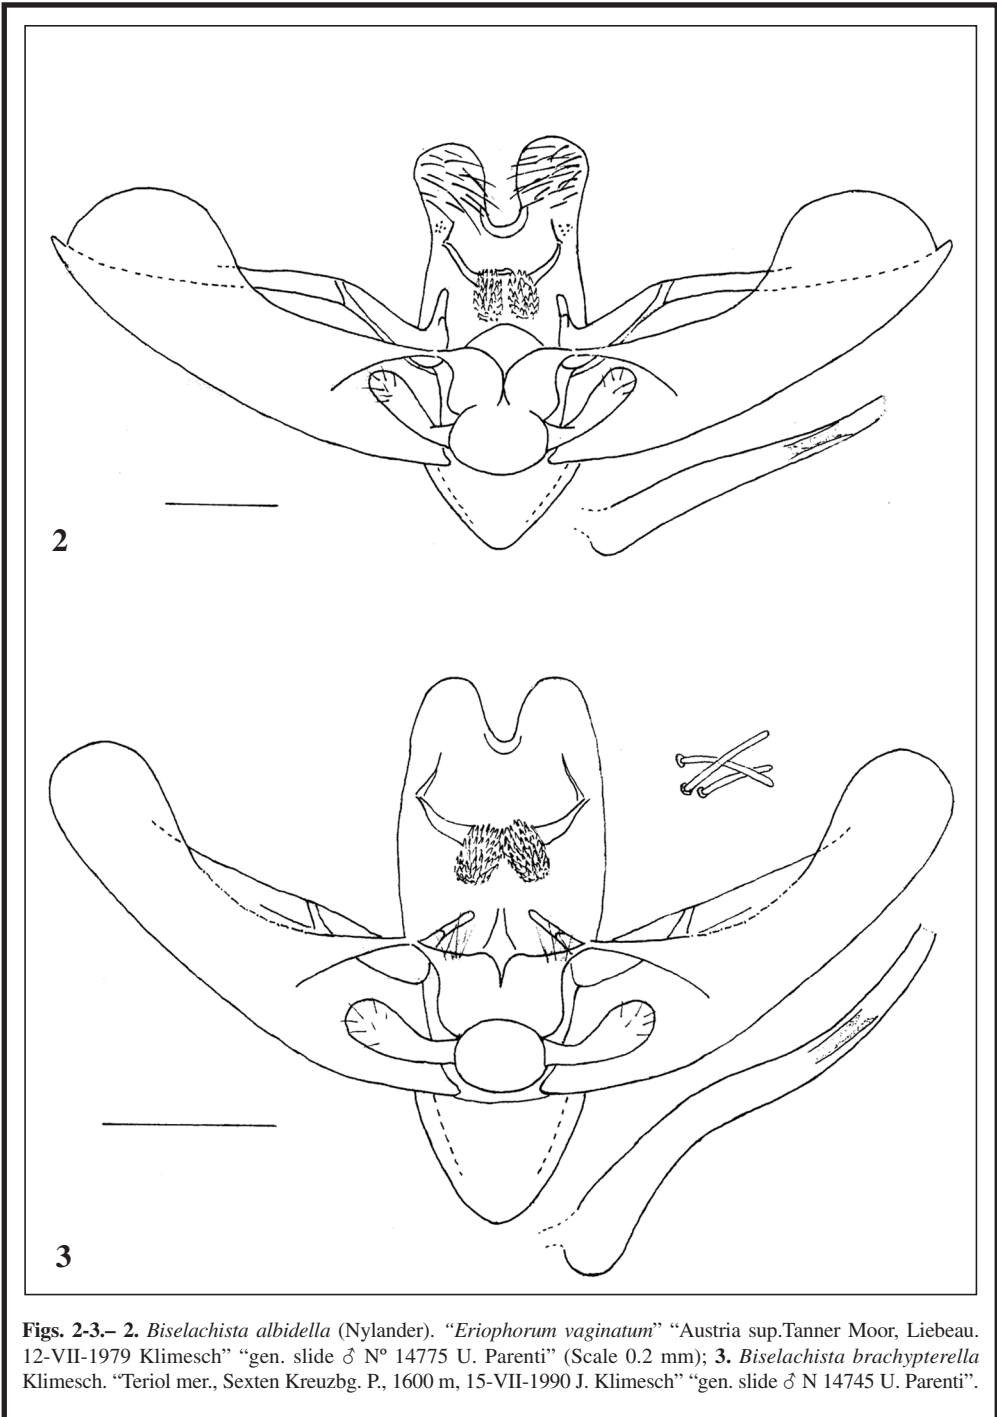 2
3
Figs. 2-3.– 2. Biselachista albidella (Nylander). “Eriophorum vaginatum” “Austria sup.Tanner Moor, Liebeau.
12-VII-1979 Klimesch” “gen. slide ♂ Nº 14775 U. Parenti” (Scale 0.2 mm); 3. Biselachista brachypterella
Klimesch. “Teriol mer., Sexten Kreuzbg. P., 1600 m, 15-VII-1990 J. Klimesch” “gen. slide ♂ N 14745 U. Parenti”.